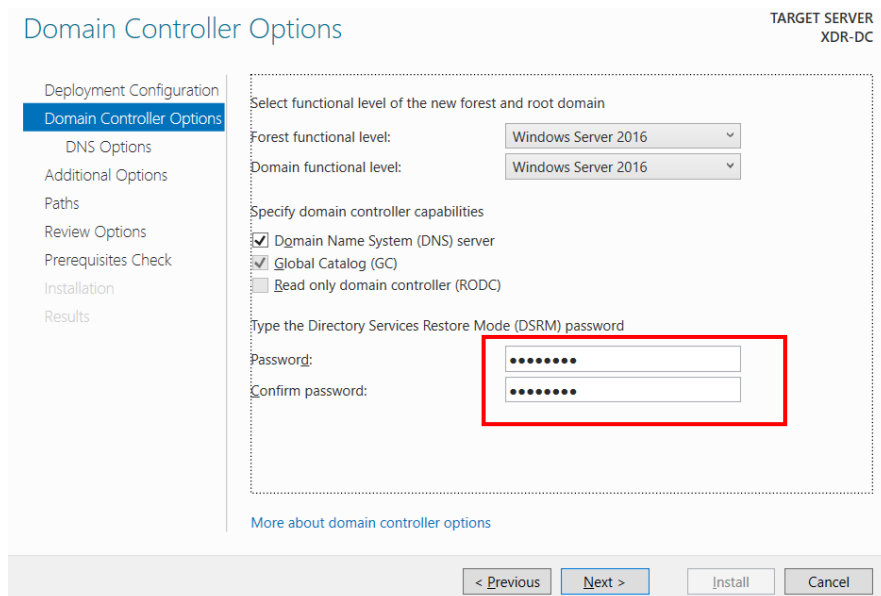 Domain Controller Options
TARGET SERVER
XDR-DC
Deployment Configuration
Domain Controller Options
DNS Options
Additional Options
Paths
Review Options
Prerequisites Check
Installation
Results
Select functional level of the new forest and root domain
Forest functional level: Windows Server 2016
Domain functional level: Windows Server 2016
Specify domain controller capabilities
Domain Name System (DNS) server
Global Catalog (GC)
Read only domain controller (RODC)
Type the Directory Services Restore Mode (DSRM) password
Password: ●●●●●●●●
Confirm password: ●●●●●●●●
More about domain controller options
< Previous Next > Install Cancel